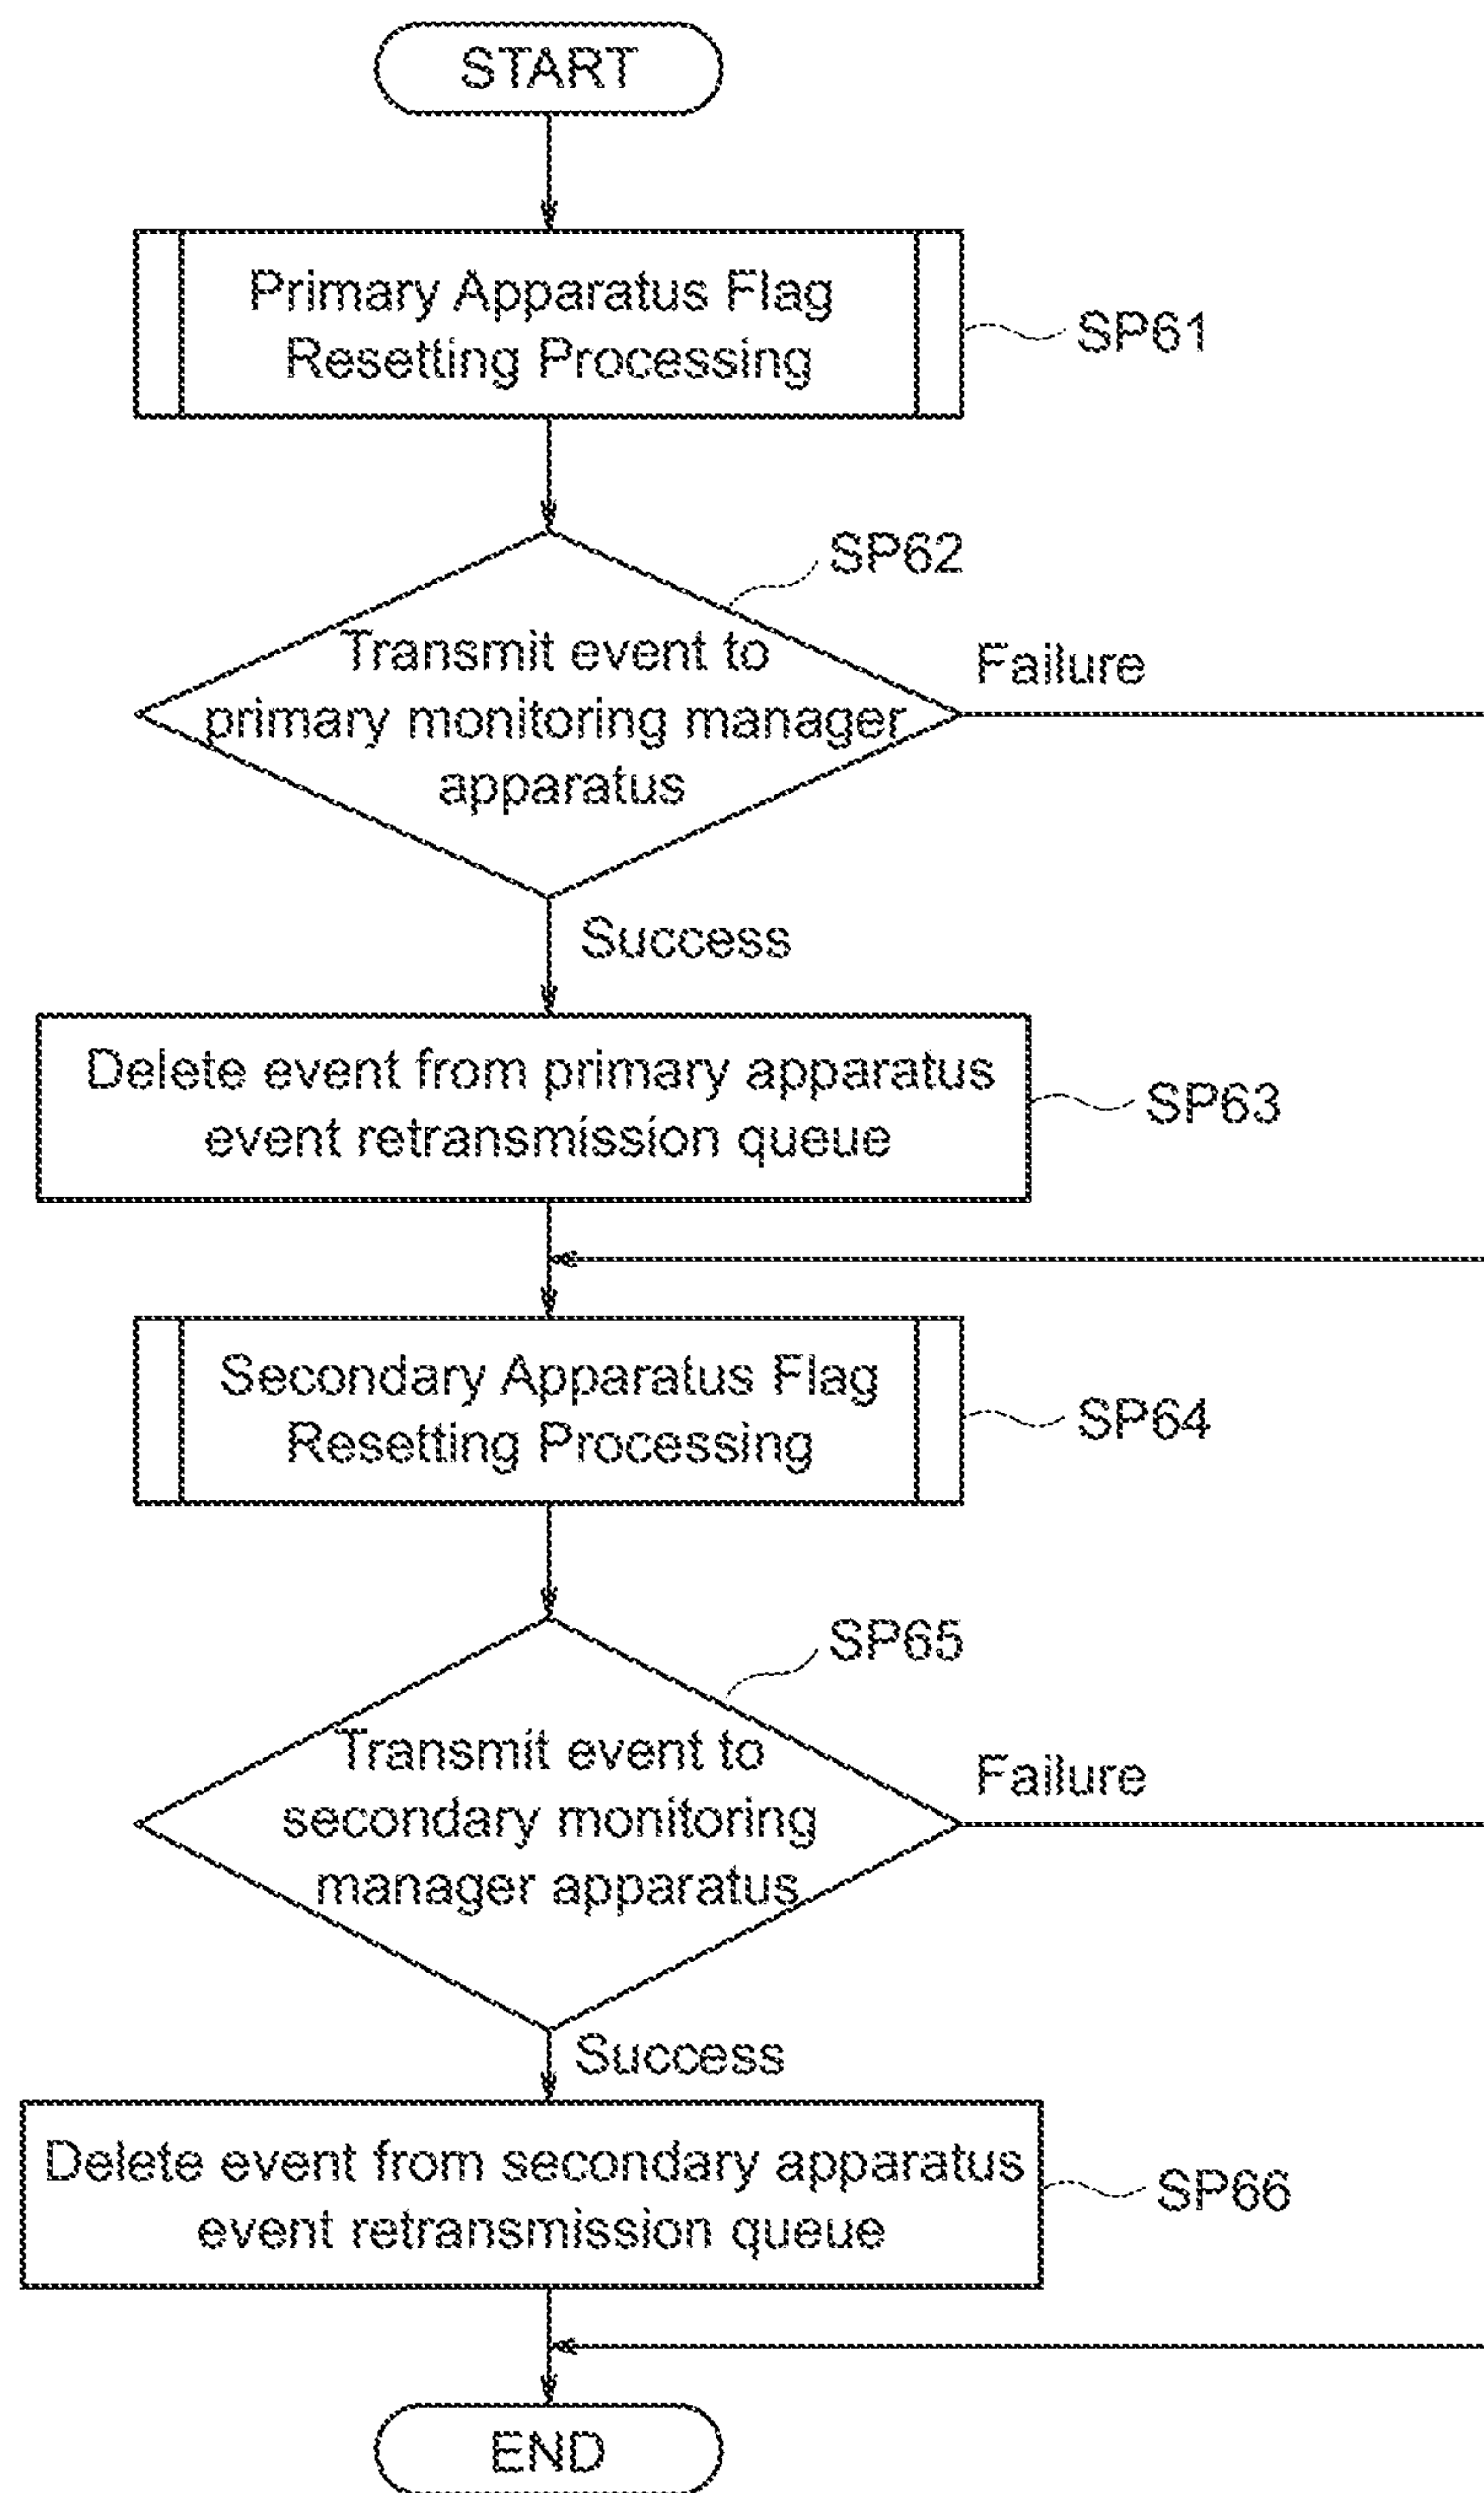 START
Primary Apparatus Flag
Resetting Processing
SP61
SP62
Transmit event to
primary monitoring manager
apparatus
Failure
Success
Delete event from primary apparatus
event retransmission queue
SP63
Secondary Apparatus Flag
Resetting Processing
SP64
SP65
Transmit event to
secondary monitoring
manager apparatus
Failure
Success
Delete event from secondary apparatus
event retransmission queue
SP66
END